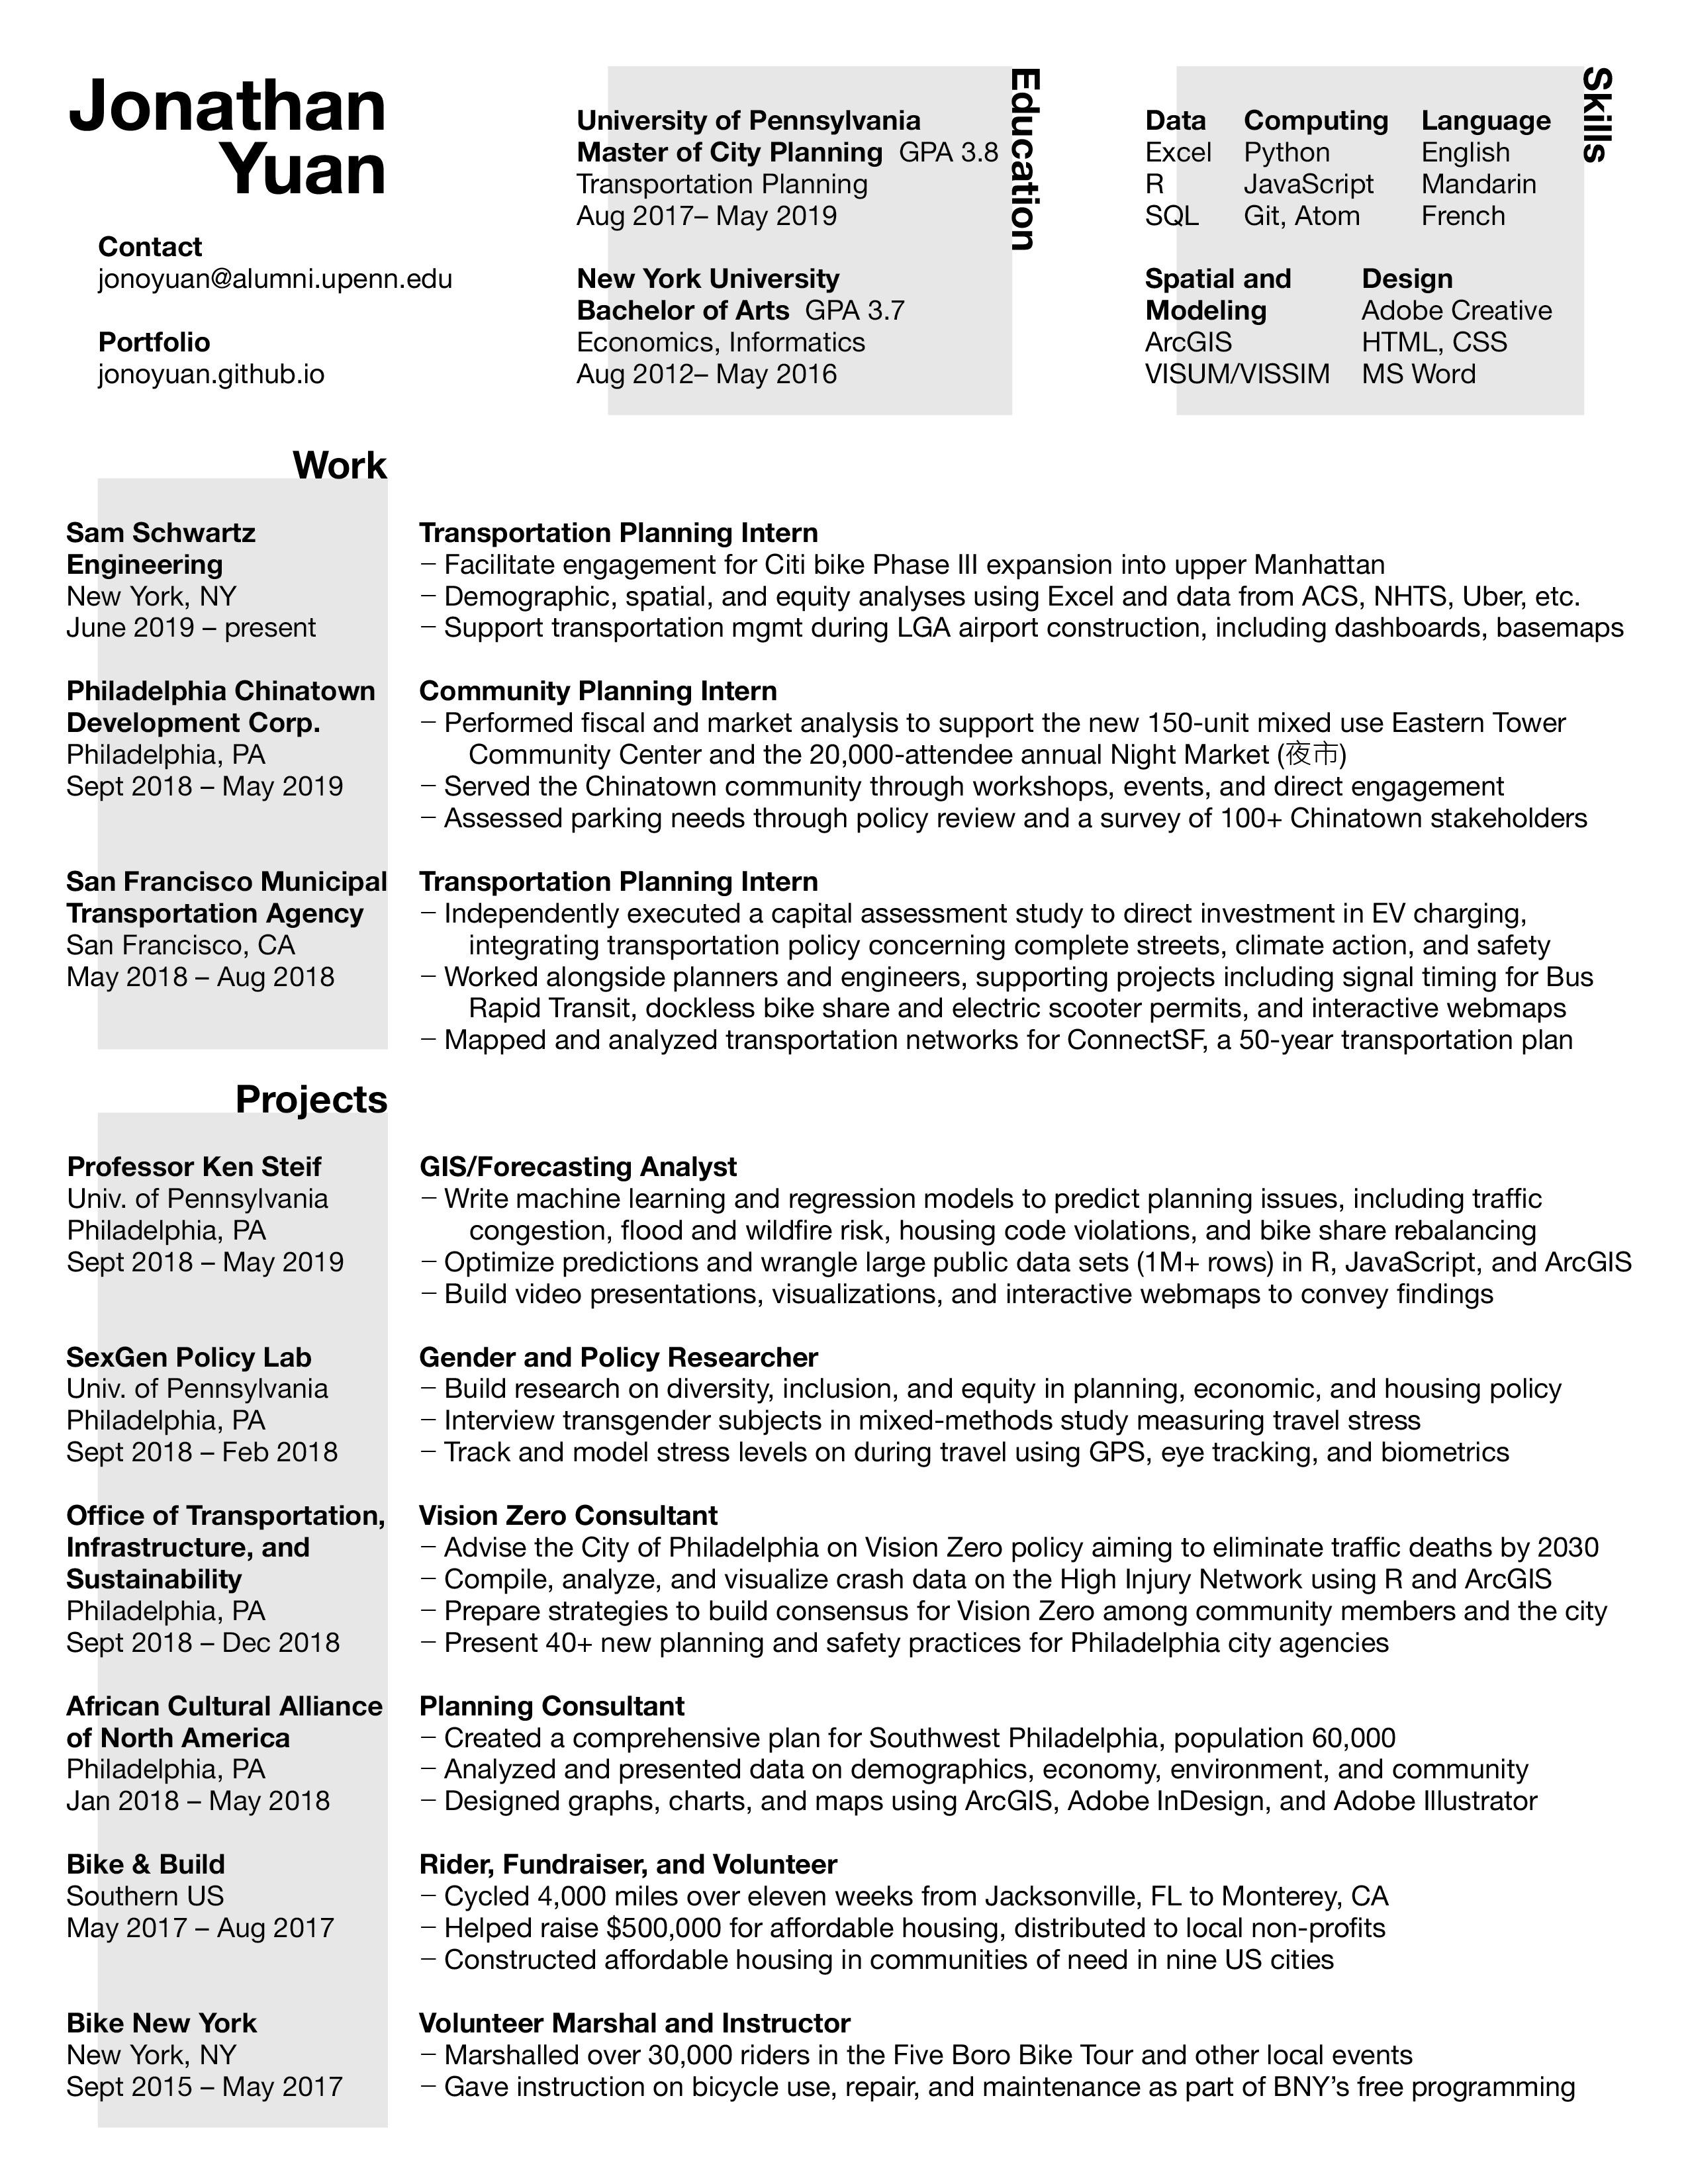 Jonathan
Yuan
Contact
jonoyuan@alumni.upenn.edu
Portfolio
jonoyuan.github.io
Education
University of Pennsylvania
Master of City Planning GPA 3.8
Transportation Planning
Aug 2017– May 2019
New York University
Bachelor of Arts GPA 3.7
Economics, Informatics
Aug 2012– May 2016
Skills
Data
Excel
R
SQL
Computing
Python
JavaScript
Git, Atom
Language
English
Mandarin
French
Spatial and
Modeling
ArcGIS
VISUM/VISSIM
Design
Adobe Creative
HTML, CSS
MS Word
Work
Sam Schwartz
Engineering
New York, NY
June 2019 – present
Transportation Planning Intern
– Facilitate engagement for Citi bike Phase III expansion into upper Manhattan
– Demographic, spatial, and equity analyses using Excel and data from ACS, NHTS, Uber, etc.
– Support transportation mgmt during LGA airport construction, including dashboards, basemaps
Philadelphia Chinatown
Development Corp.
Philadelphia, PA
Sept 2018 – May 2019
Community Planning Intern
– Performed fiscal and market analysis to support the new 150-unit mixed use Eastern Tower
Community Center and the 20,000-attendee annual Night Market (夜市)
– Served the Chinatown community through workshops, events, and direct engagement
– Assessed parking needs through policy review and a survey of 100+ Chinatown stakeholders
San Francisco Municipal
Transportation Agency
San Francisco, CA
May 2018 – Aug 2018
Transportation Planning Intern
– Independently executed a capital assessment study to direct investment in EV charging,
integrating transportation policy concerning complete streets, climate action, and safety
– Worked alongside planners and engineers, supporting projects including signal timing for Bus
Rapid Transit, dockless bike share and electric scooter permits, and interactive webmaps
– Mapped and analyzed transportation networks for ConnectSF, a 50-year transportation plan
Projects
Professor Ken Steif
Univ. of Pennsylvania
Philadelphia, PA
Sept 2018 – May 2019
GIS/Forecasting Analyst
– Write machine learning and regression models to predict planning issues, including traffic
congestion, flood and wildfire risk, housing code violations, and bike share rebalancing
– Optimize predictions and wrangle large public data sets (1M+ rows) in R, JavaScript, and ArcGIS
– Build video presentations, visualizations, and interactive webmaps to convey findings
SexGen Policy Lab
Univ. of Pennsylvania
Philadelphia, PA
Sept 2018 – Feb 2018
Gender and Policy Researcher
– Build research on diversity, inclusion, and equity in planning, economic, and housing policy
– Interview transgender subjects in mixed-methods study measuring travel stress
– Track and model stress levels on during travel using GPS, eye tracking, and biometrics
Office of Transportation,
Infrastructure, and
Sustainability
Philadelphia, PA
Sept 2018 – Dec 2018
Vision Zero Consultant
– Advise the City of Philadelphia on Vision Zero policy aiming to eliminate traffic deaths by 2030
– Compile, analyze, and visualize crash data on the High Injury Network using R and ArcGIS
– Prepare strategies to build consensus for Vision Zero among community members and the city
– Present 40+ new planning and safety practices for Philadelphia city agencies
African Cultural Alliance
of North America
Philadelphia, PA
Jan 2018 – May 2018
Planning Consultant
– Created a comprehensive plan for Southwest Philadelphia, population 60,000
– Analyzed and presented data on demographics, economy, environment, and community
– Designed graphs, charts, and maps using ArcGIS, Adobe InDesign, and Adobe Illustrator
Bike & Build
Southern US
May 2017 – Aug 2017
Rider, Fundraiser, and Volunteer
– Cycled 4,000 miles over eleven weeks from Jacksonville, FL to Monterey, CA
– Helped raise $500,000 for affordable housing, distributed to local non-profits
– Constructed affordable housing in communities of need in nine US cities
Bike New York
New York, NY
Sept 2015 – May 2017
Volunteer Marshal and Instructor
– Marshalled over 30,000 riders in the Five Boro Bike Tour and other local events
– Gave instruction on bicycle use, repair, and maintenance as part of BNY’s free programming